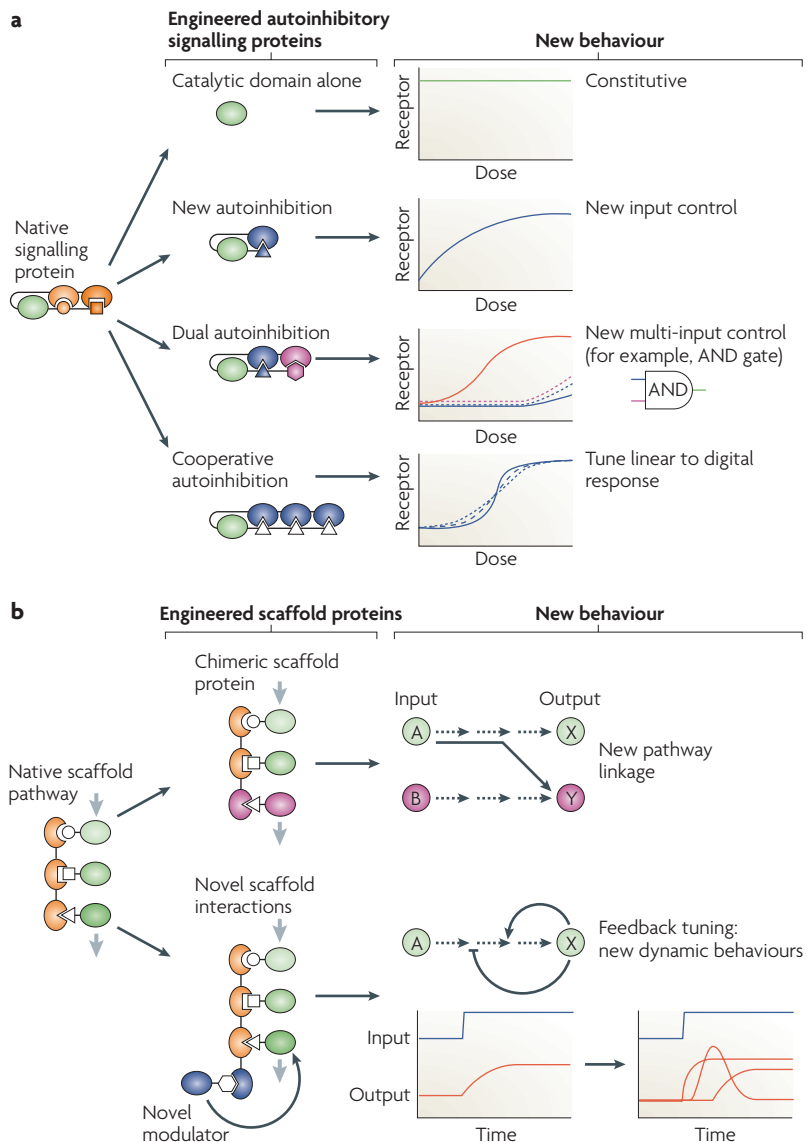 a
Engineered autoinhibitory
signalling proteins
New behaviour
Catalytic domain alone
Receptor
Dose
Constitutive
Native
signalling
protein
New autoinhibition
Receptor
Dose
New input control
Dual autoinhibition
Receptor
Dose
New multi-input control
(for example, AND gate)
AND
Cooperative
autoinhibition
Receptor
Dose
Tune linear to digital
response
b
Engineered scaffold proteins
New behaviour
Chimeric scaffold
protein
Input
Output
A
X
New pathway
linkage
B
Y
Native scaffold
pathway
Novel scaffold
interactions
A
X
Feedback tuning:
new dynamic behaviours
Input
Output
Time
Time
Novel
modulator